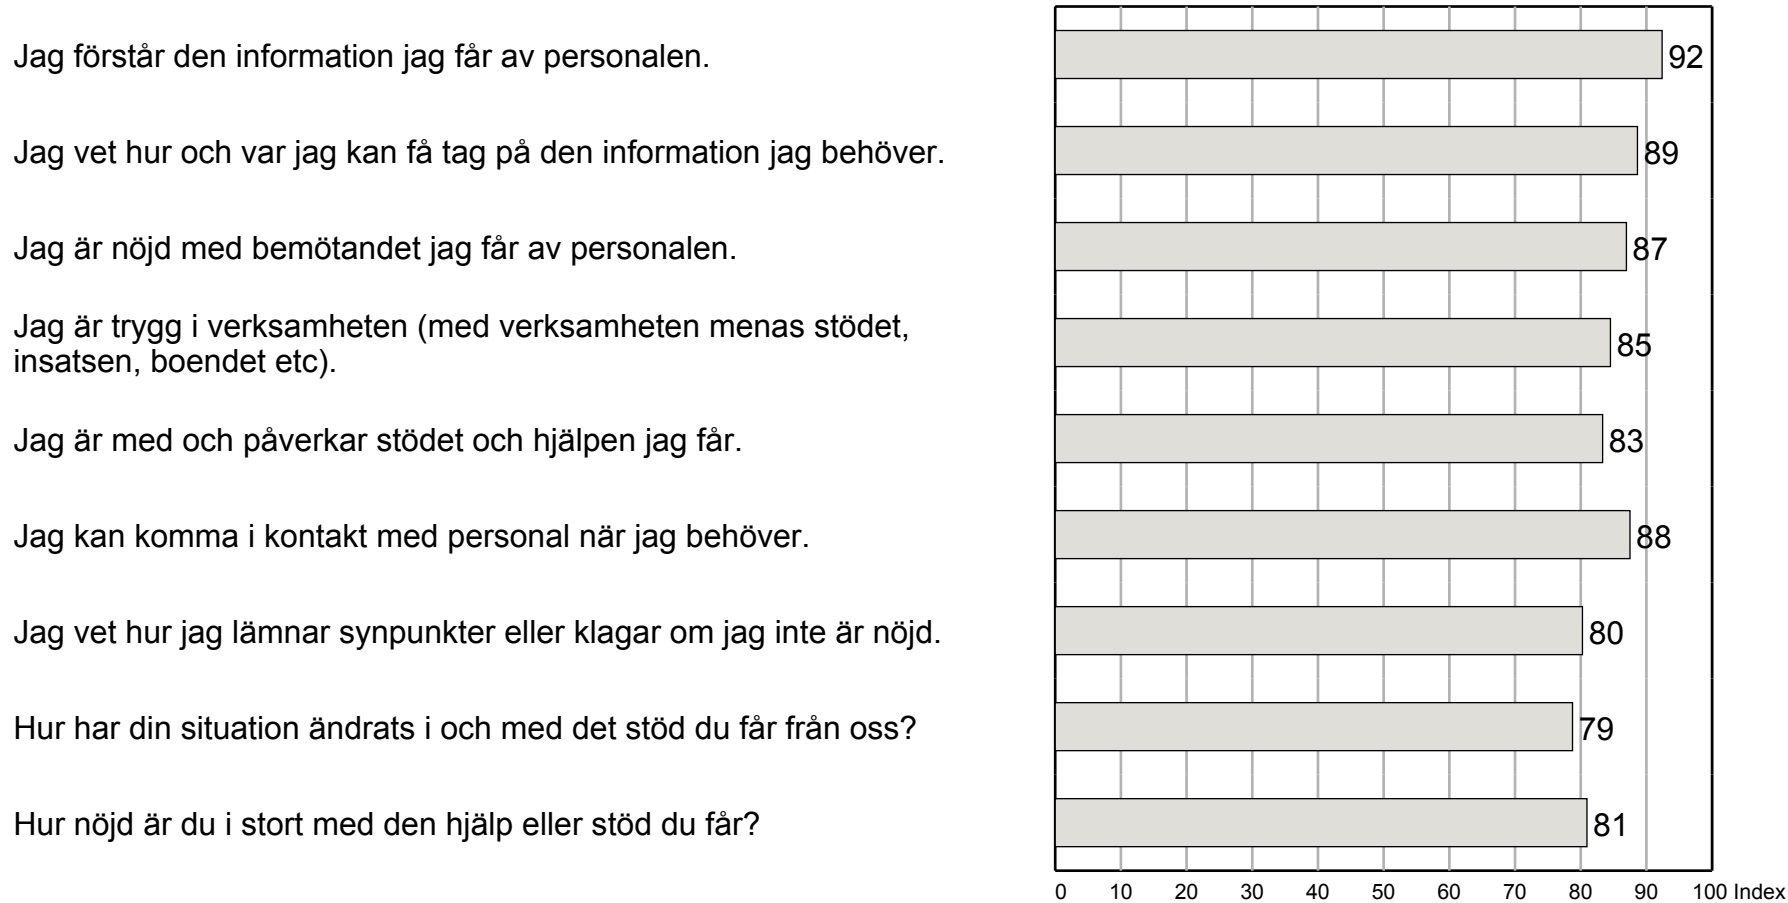 Jag förstår den information jag får av personalen.
92
Jag vet hur och var jag kan få tag på den information jag behöver.
89
Jag är nöjd med bemötandet jag får av personalen.
87
Jag är trygg i verksamheten (med verksamheten menas stödet,
insatsen, boendet etc).
85
Jag är med och påverkar stödet och hjälpen jag får.
83
Jag kan komma i kontakt med personal när jag behöver.
88
Jag vet hur jag lämnar synpunkter eller klagar om jag inte är nöjd.
80
Hur har din situation ändrats i och med det stöd du får från oss?
79
Hur nöjd är du i stort med den hjälp eller stöd du får?
81
0 10 20 30 40 50 60 70 80 90 100 Index